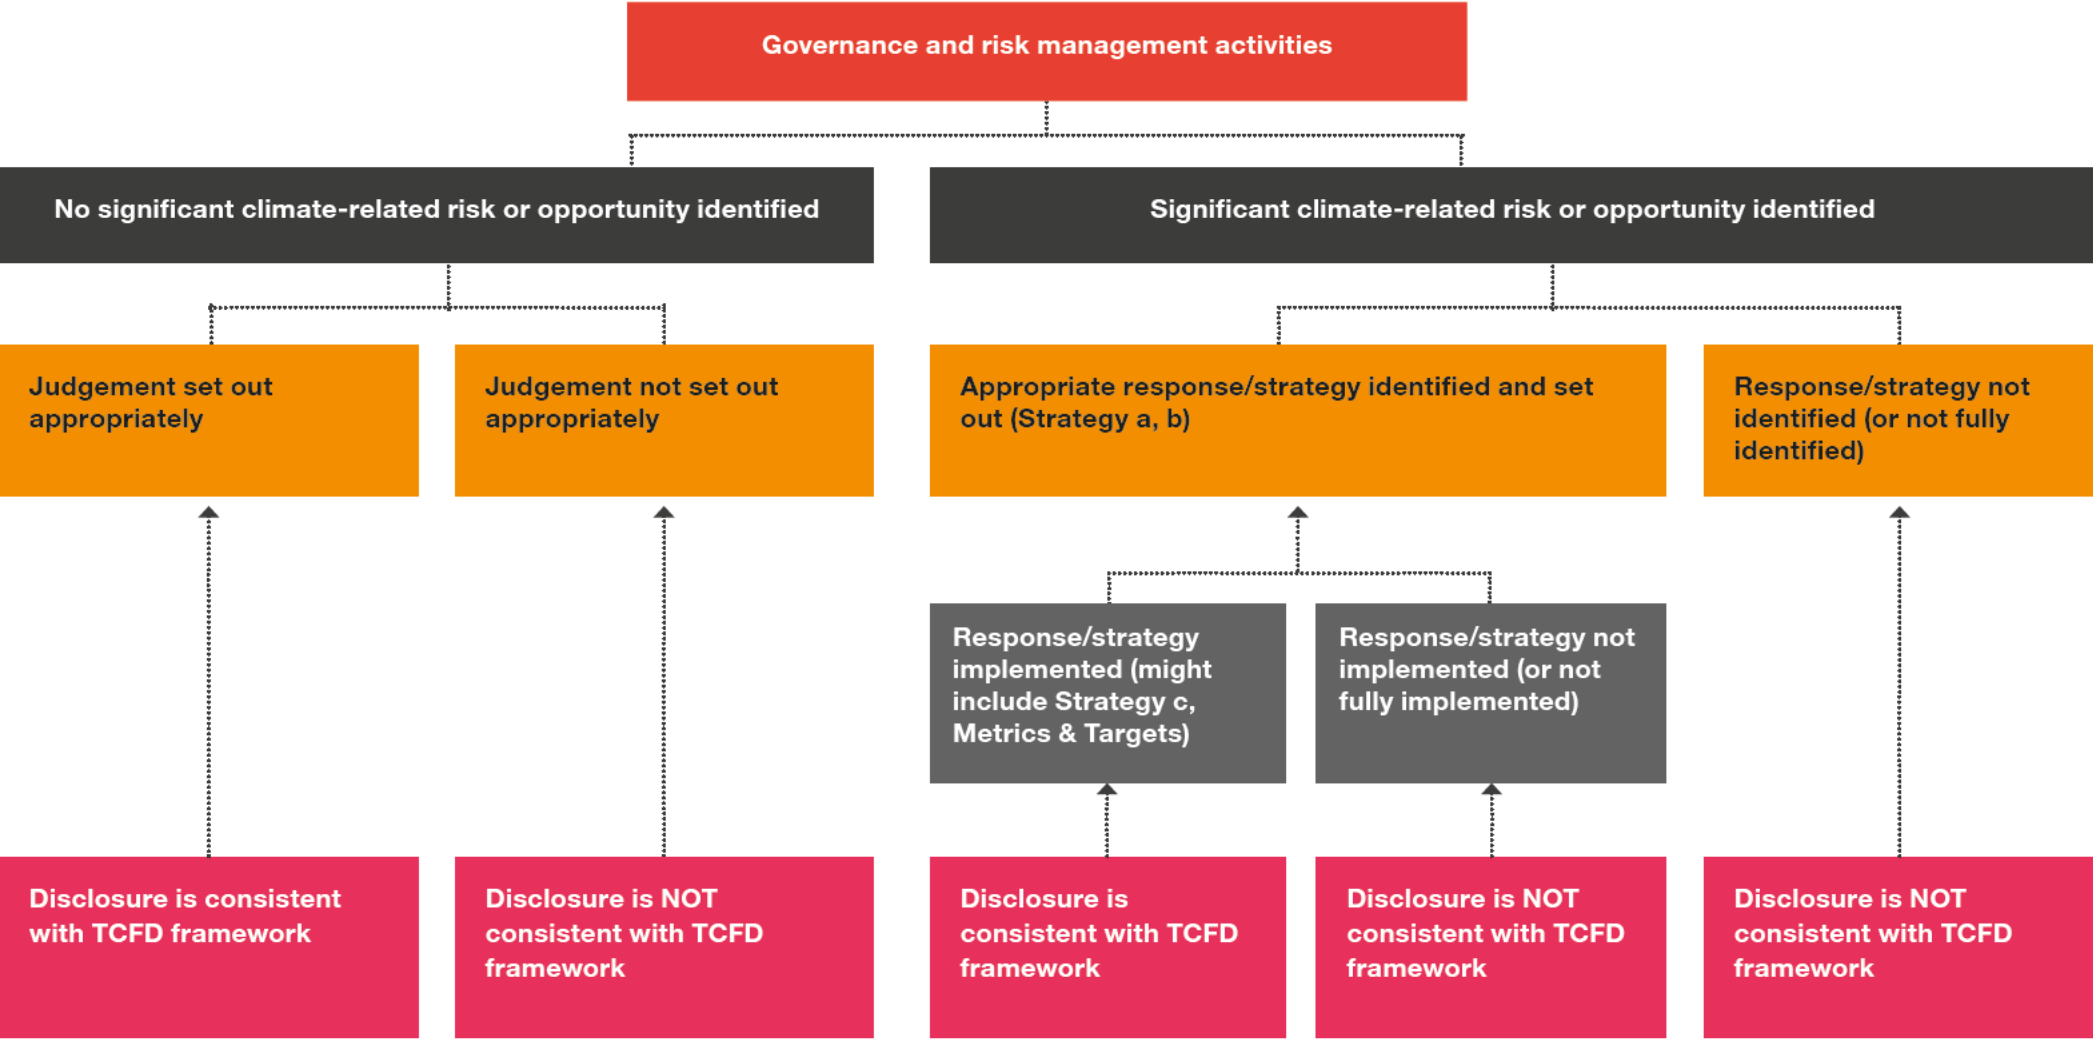 Governance and risk management activities
No significant climate-related risk or opportunity identified
Significant climate-related risk or opportunity identified
Judgement set out
appropriately
Judgement not set out
appropriately
Appropriate response/strategy identified and set
out (Strategy a, b)
Response/strategy not
identified (or not fully
identified)
Response/strategy
implemented (might
include Strategy c,
Metrics & Targets)
Response/strategy not
implemented (or not
fully implemented)
Disclosure is consistent
with TCFD framework
Disclosure is NOT
consistent with TCFD
framework
Disclosure is
consistent with TCFD
framework
Disclosure is NOT
consistent with TCFD
framework
Disclosure is NOT
consistent with TCFD
framework